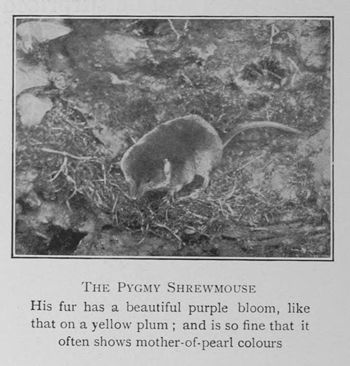 THE PYGMY SHREWMOUSE
His fur has a beautiful purple bloom, like
that on a yellow plum ; and is so fine that it
often shows mother-of-pearl colours